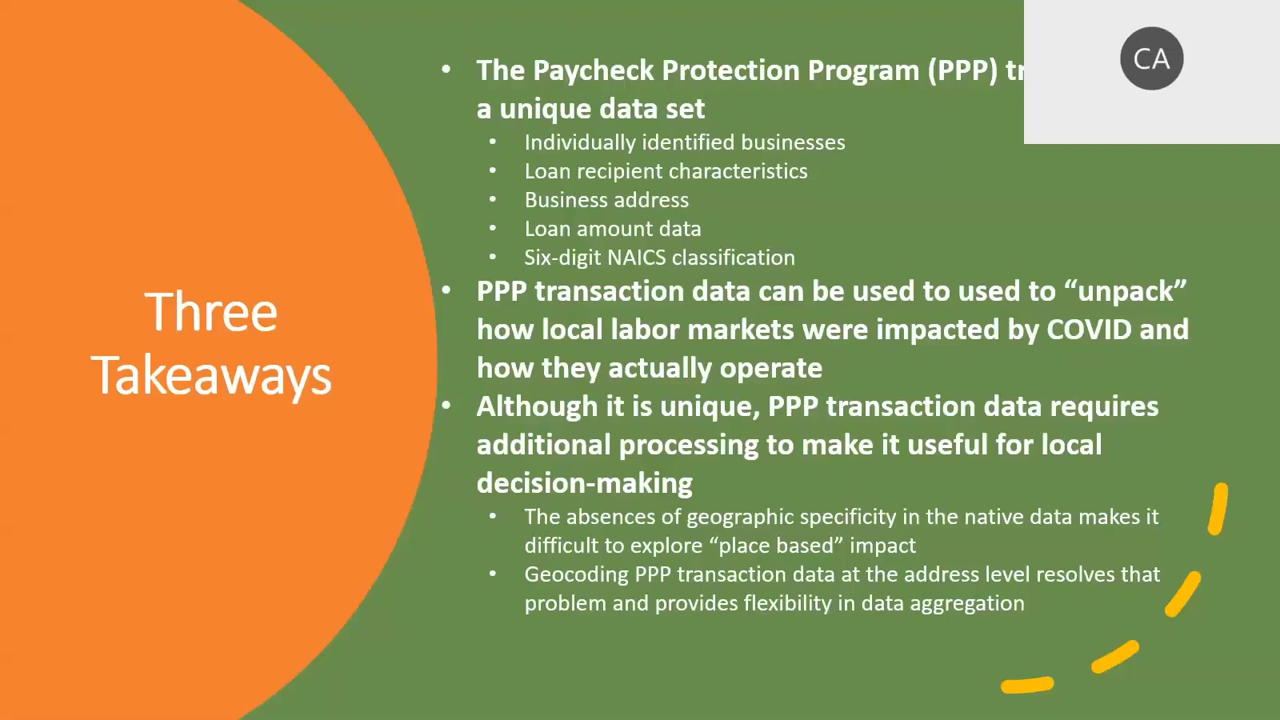 Three
Takeaways
• The Paycheck Protection Program (PPP)
a unique data set
• Individually identified businesses
• Loan recipient characteristics
• Business address
• Loan amount data
• Six-digit NAICS classification
• PPP transaction data can be used to used to “unpack”
how local labor markets were impacted by COVID and
how they actually operate
• Although it is unique, PPP transaction data requires
additional processing to make it useful for local
decision-making
• The absences of geographic specificity in the native data makes it
difficult to explore “place based” impact
• Geocoding PPP transaction data at the address level resolves that
problem and provides flexibility in data aggregation
CA